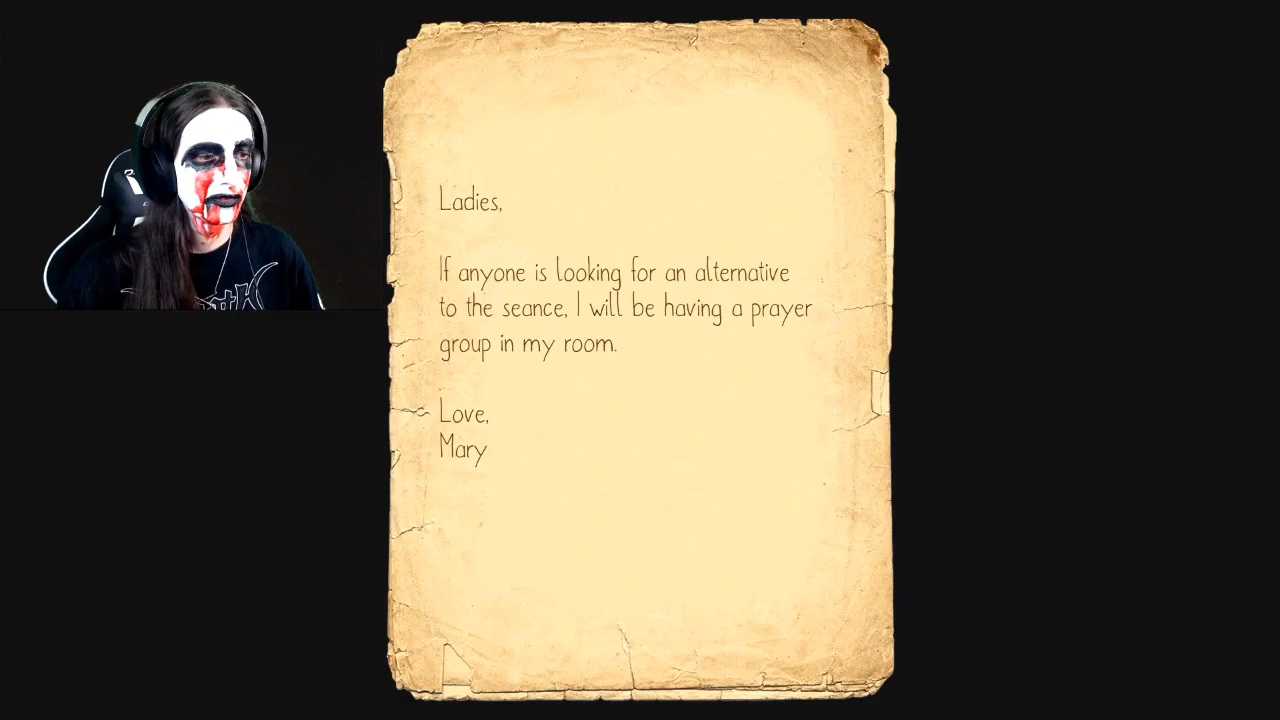 Ladies,
If anyone is looking for an alternative
to the seance, I will be having a prayer
group in my room.
Love,
Mary